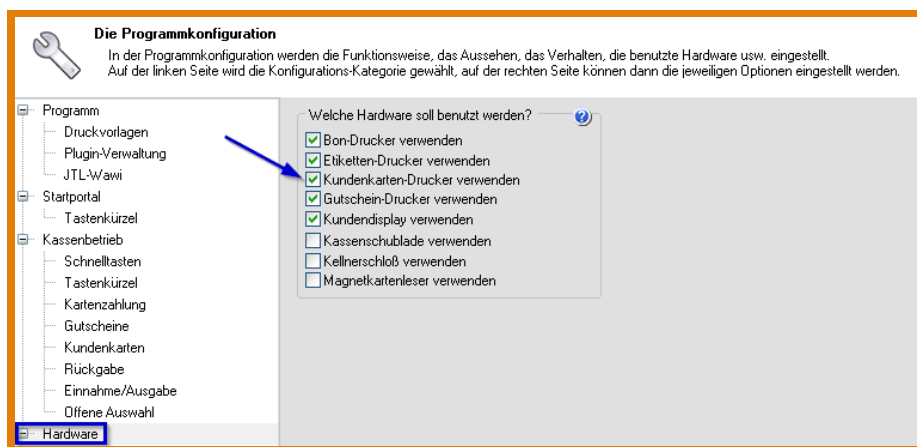 Die Programmkonfiguration
In der Programmkonfiguration werden die Funktionsweise, das Aussehen, das Verhalten, die benutzte Hardware usw. eingestellt.
Auf der linken Seite wird die Konfigurations-Kategorie gewählt, auf der rechten Seite können dann die jeweiligen Optionen eingestellt werden.
Programm
Druckvorlagen
Plugin-Verwaltung
JTL-Wawi
Startportal
Tastenkürzel
Kassenbetrieb
Schnelltasten
Tastenkürzel
Kartenzahlung
Gutscheine
Kundenkarten
Rückgabe
Einnahme/Ausgabe
Offene Auswahl
Hardware
Welche Hardware soll benutzt werden? ?
Bon-Drucker verwenden
Etiketten-Drucker verwenden
Kundenkarten-Drucker verwenden
Gutschein-Drucker verwenden
Kundendisplay verwenden
Kassenschublade verwenden
Kellnerschloß verwenden
Magnetkartenleser verwenden